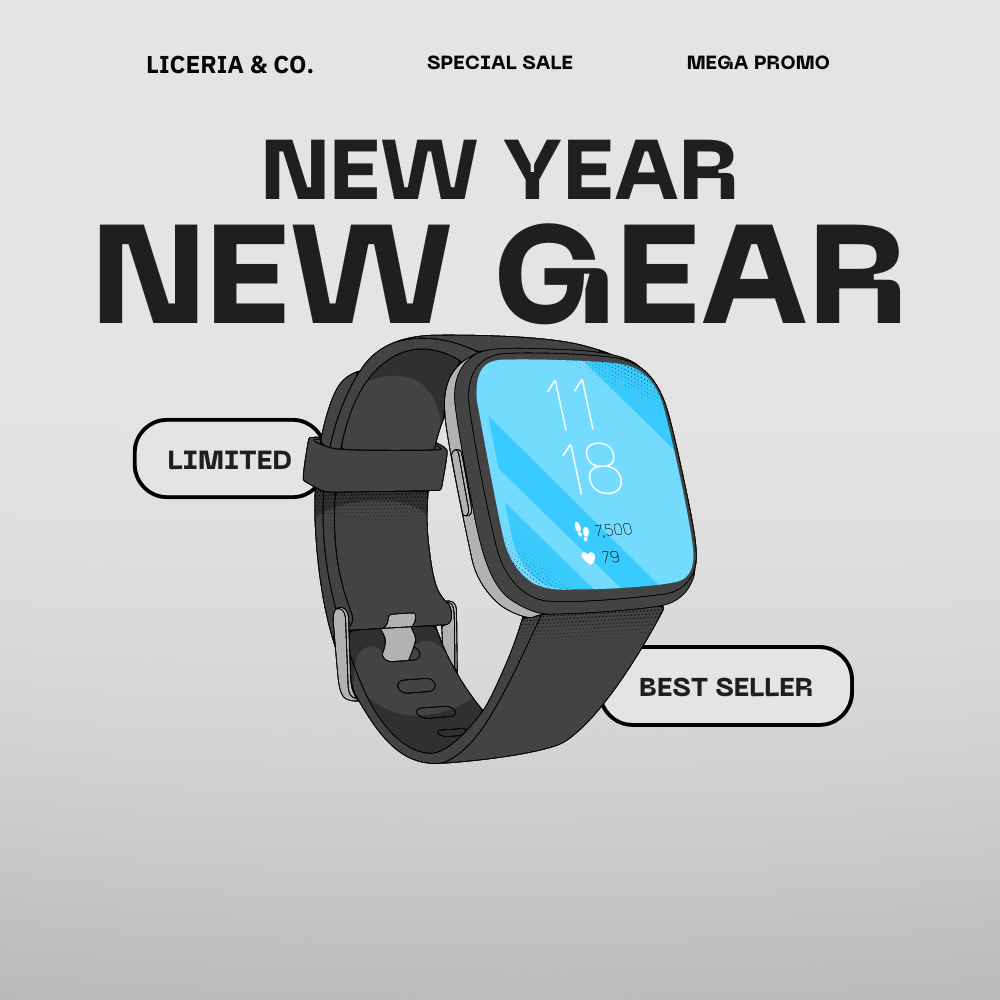 LICERIA & CO.
SPECIAL SALE
MEGA PROMO
NEW YEAR
NEW GEAR
11
18
7,500
79
LIMITED
BEST SELLER